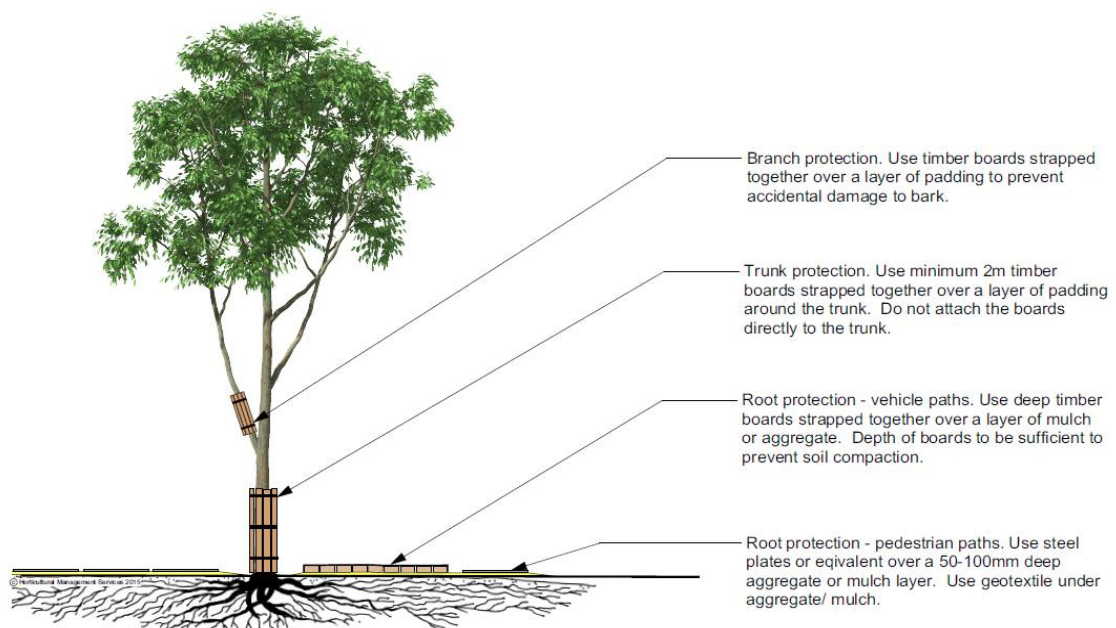 Branch protection. Use timber boards strapped
together over a layer of padding to prevent
accidental damage to bark.
Trunk protection. Use minimum 2m timber
boards strapped together over a layer of padding
around the trunk. Do not attach the boards
directly to the trunk.
Root protection - vehicle paths. Use deep timber
boards strapped together over a layer of mulch
or aggregate. Depth of boards to be sufficient to
prevent soil compaction.
Root protection - pedestrian paths. Use steel
plates or eqivalent over a 50-100mm deep
aggregate or mulch layer. Use geotextile under
aggregate/ mulch.
© Horticultural Management Services 2015